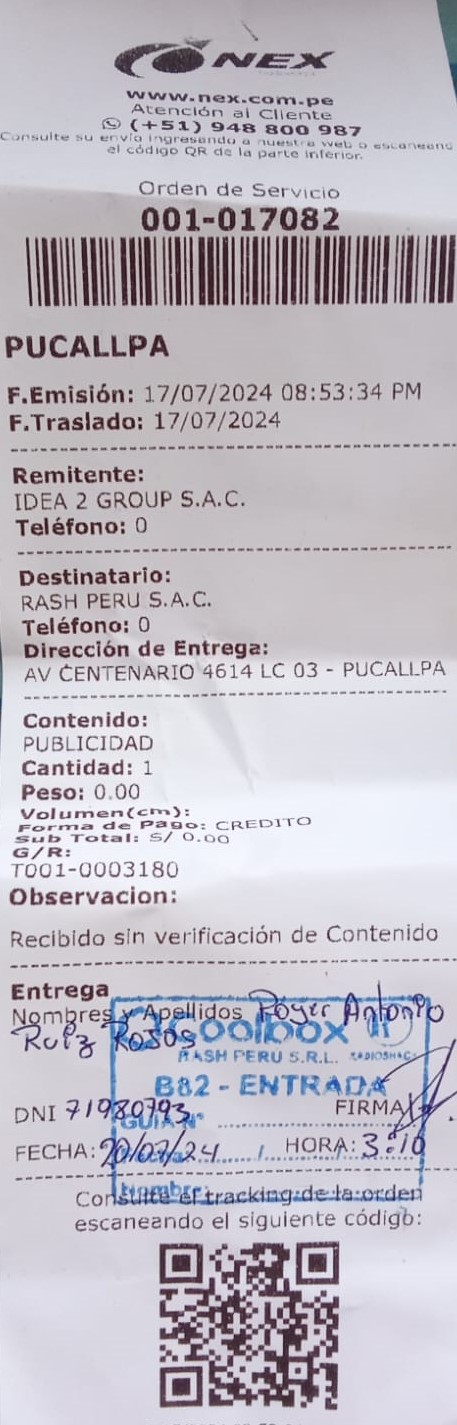 NEX
www.nex.com.pe
Atención al Cliente
(+51) 948 800 987
Consulte su envío ingresando a nuestra web o escaneand
el código QR de la parte inferior.
Orden de Servicio
001-017082
PUCALLPA
F.Emisión: 17/07/2024 08:53:34 PM
F.Traslado: 17/07/2024
Remitente:
IDEA 2 GROUP S.A.C.
Teléfono: 0
Destinatario:
RASH PERU S.A.C.
Teléfono: 0
Dirección de Entrega:
AV CENTENARIO 4614 LC 03 - PUCALLPA
Contenido:
PUBLICIDAD
Cantidad: 1
Peso: 0.00
Volumen(cm):
Forma de Pago: CREDITO
Sub Total: S/ 0.00
G/R:
T001-0003180
Observacion:
Recibido sin verificación de Contenido
Entrega
Nombres y Apellidos Royer Antonio
Ruiz Rojas
Coolbox
RASH PERU S.R.L. RADIOSHACK
B82 - ENTRADA
DNI 71980793
GUIA N°
FIRMA
FECHA: 20/07/24 HORA: 3:10
Nombre:
Consulte el tracking de la orden
escaneando el siguiente código: